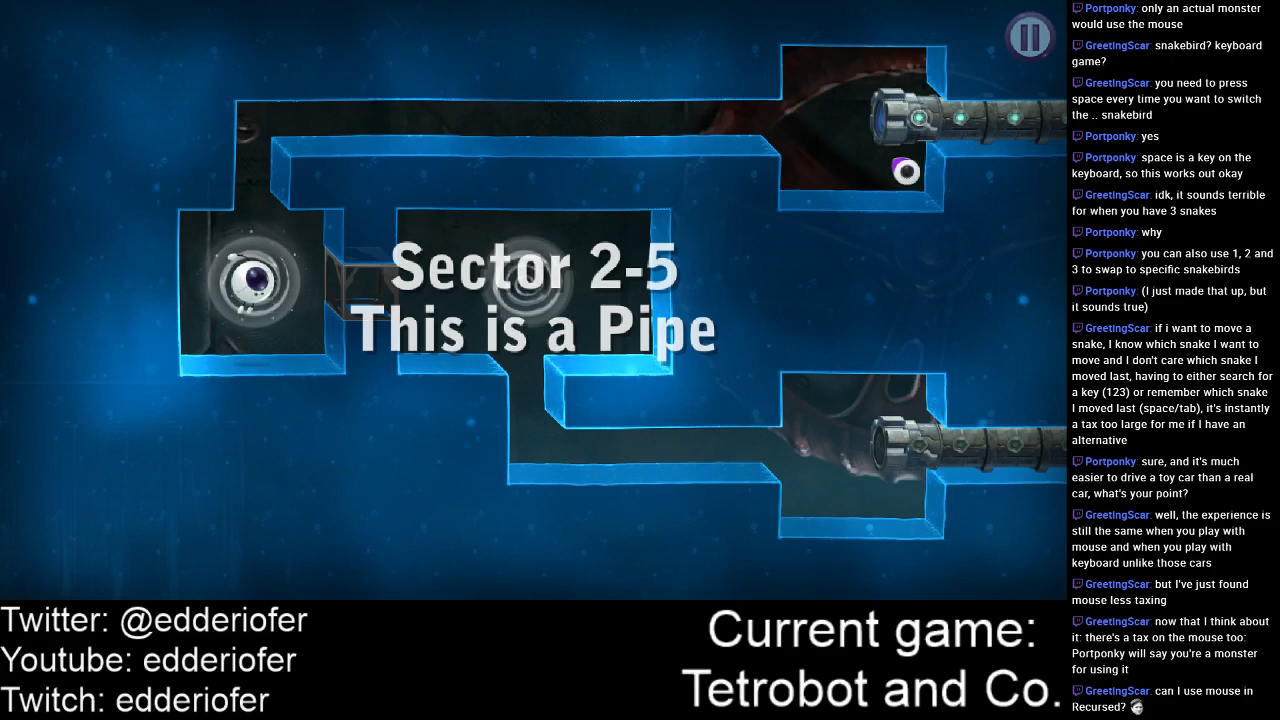 Sector 2-5
This is a Pipe
Twitter: @edderiofer
Youtube: edderiofer
Twitch: edderiofer
Current game:
Tetrobot and Co.
Portponky: only an actual monster
would use the mouse
GreetingScar: snakebird? keyboard
game?
GreetingScar: you need to press
space every time you want to switch
the .. snakebird
Portponky: yes
Portponky: space is a key on the
keyboard, so this works out okay
GreetingScar: idk, it sounds terrible
for when you have 3 snakes
Portponky: why
Portponky: you can also use 1, 2 and
3 to swap to specific snakebirds
Portponky: (I just made that up, but
it sounds true)
GreetingScar: if i want to move a
snake, I know which snake I want to
move and I don't care which snake I
moved last, having to either search for
a key (123) or remember which snake
I moved last (space/tab), it's instantly
a tax too large for me if I have an
alternative
Portponky: sure, and it's much
easier to drive a toy car than a real
car, what's your point?
GreetingScar: well, the experience is
still the same when you play with
mouse and when you play with
keyboard unlike those cars
GreetingScar: but I've just found
mouse less taxing
GreetingScar: now that I think about
it: there's a tax on the mouse too:
Portponky will say you're a monster
for using it
GreetingScar: can I use mouse in
Recursed?